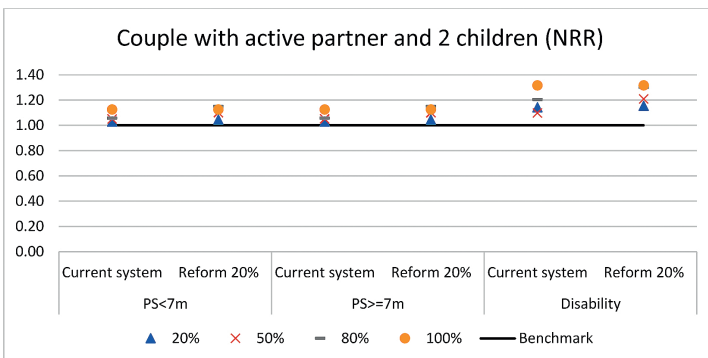 Couple with active partner and 2 children (NRR)
1.40
1.20
1.00
0.80
0.60
0.40
0.20
0.00
Current system Reform 20% Current system Reform 20% Current system Reform 20%
PS<7m PS>=7m Disability
20% 50% 80% 100% Benchmark